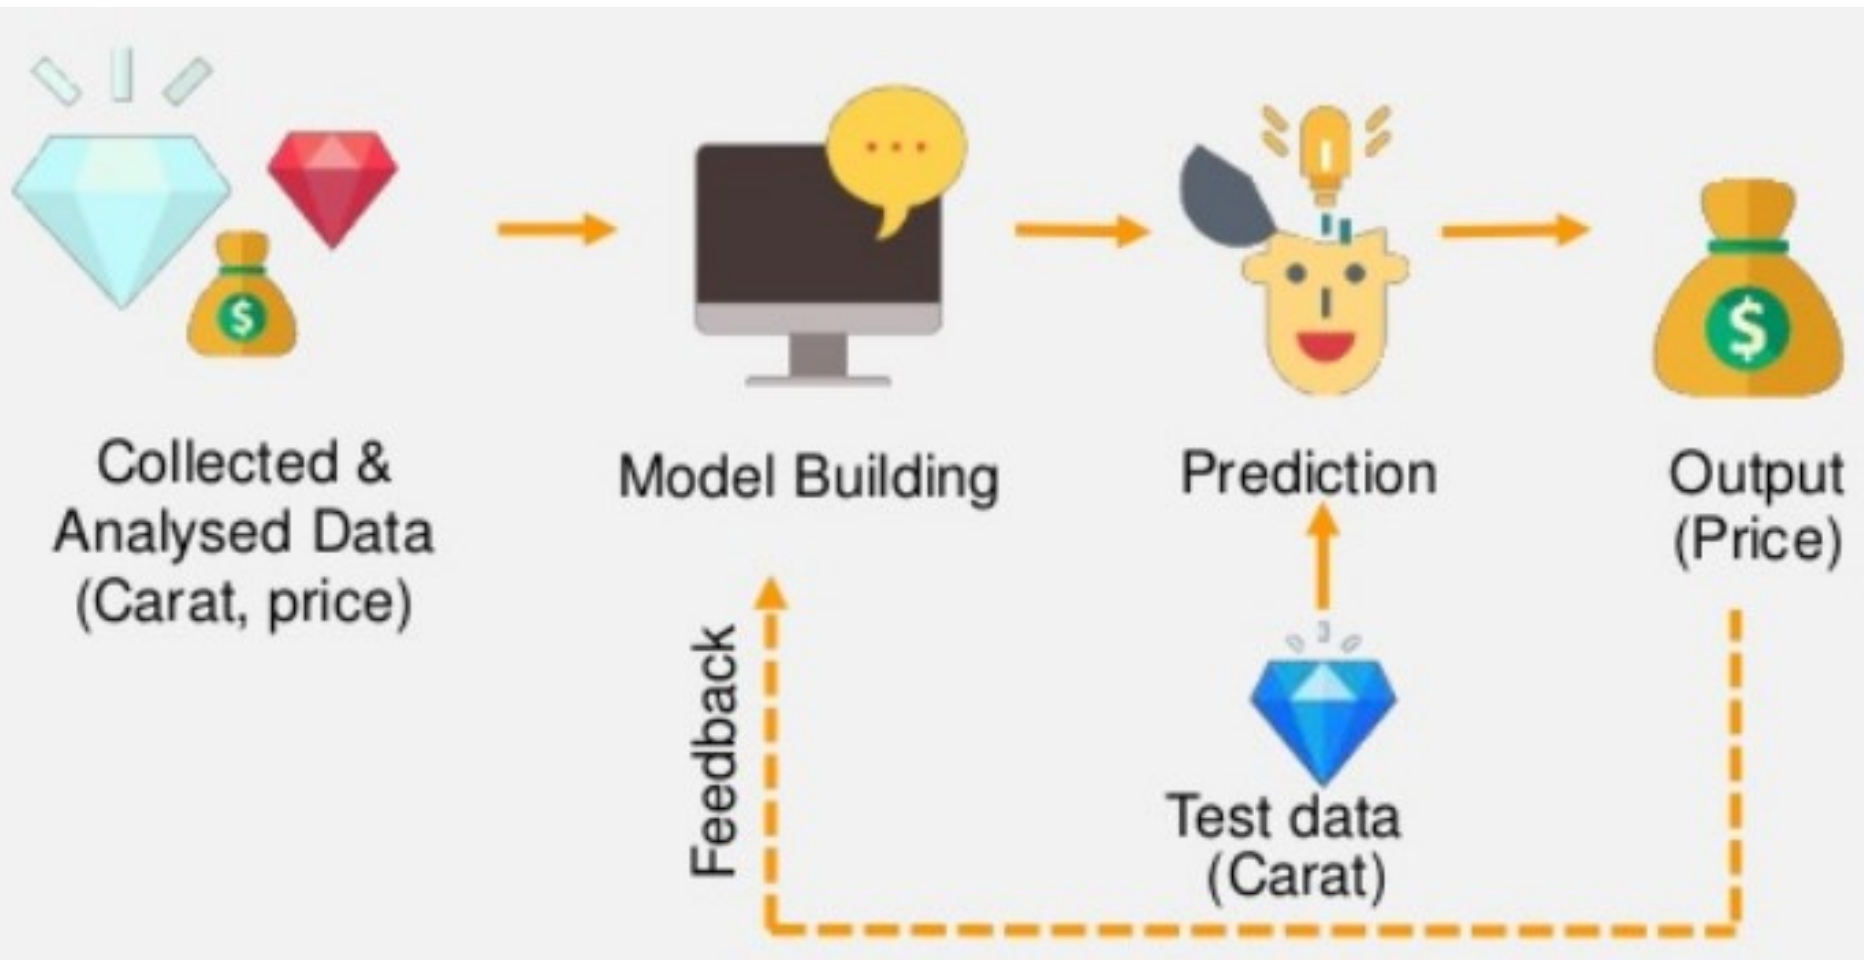 $
$
Collected &
Analysed Data
(Carat, price)
Model Building
Prediction
Output
(Price)
Feedback
Test data
(Carat)